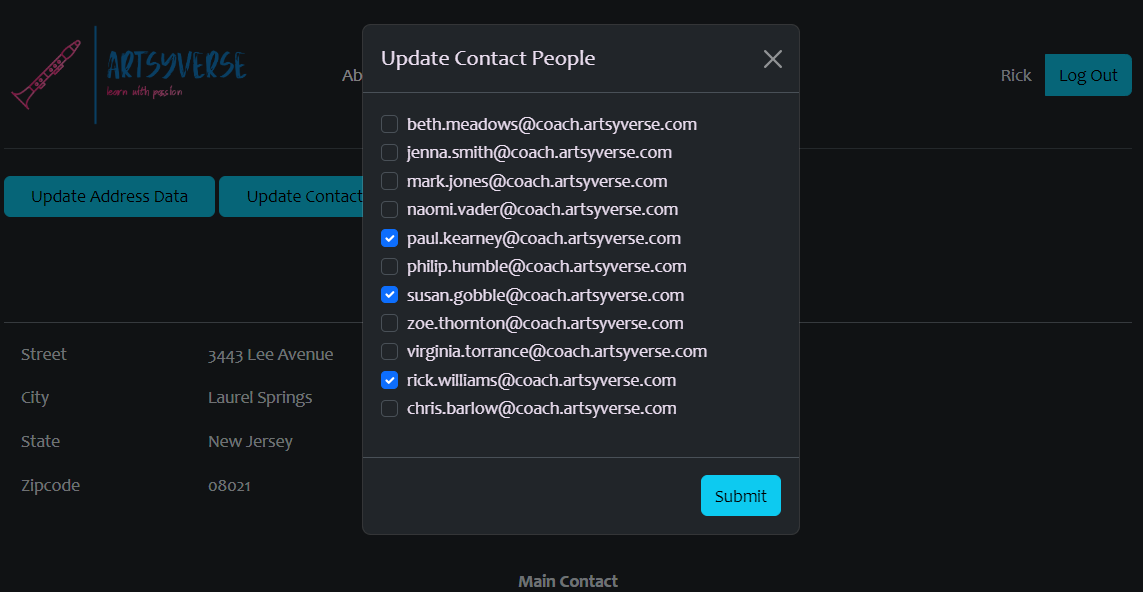 ARTSYVERSE
learn with passion
Ab
Rick
Log Out
Update Address Data
Update Contact
Update Contact People
beth.meadows@coach.artsyverse.com
jenna.smith@coach.artsyverse.com
mark.jones@coach.artsyverse.com
naomi.vader@coach.artsyverse.com
paul.kearney@coach.artsyverse.com
philip.humble@coach.artsyverse.com
susan.gobble@coach.artsyverse.com
zoe.thornton@coach.artsyverse.com
virginia.torrance@coach.artsyverse.com
rick.williams@coach.artsyverse.com
chris.barlow@coach.artsyverse.com
Submit
Street 3443 Lee Avenue
City Laurel Springs
State New Jersey
Zipcode 08021
Main Contact